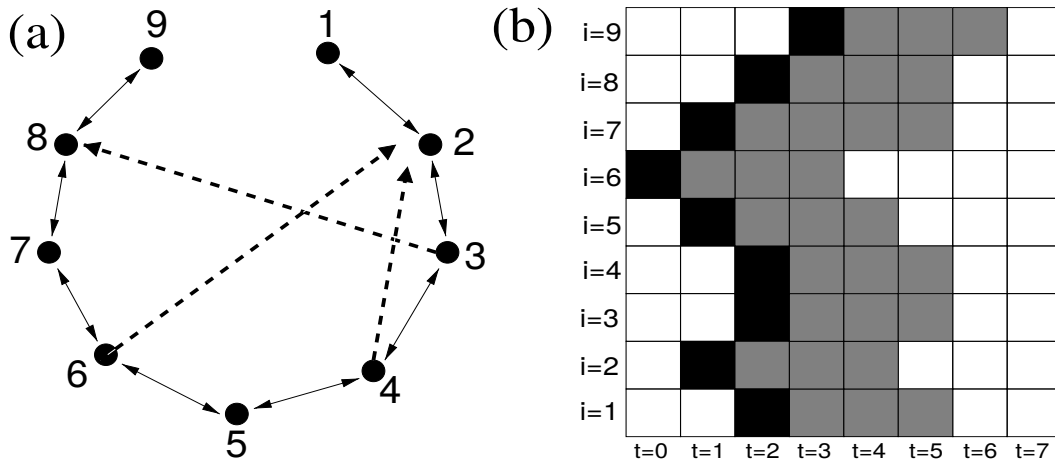 (a)
9
1
8
2
7
3
6
4
5
(b)
i=9
i=8
i=7
i=6
i=5
i=4
i=3
i=2
i=1
t=0 t=1 t=2 t=3 t=4 t=5 t=6 t=7